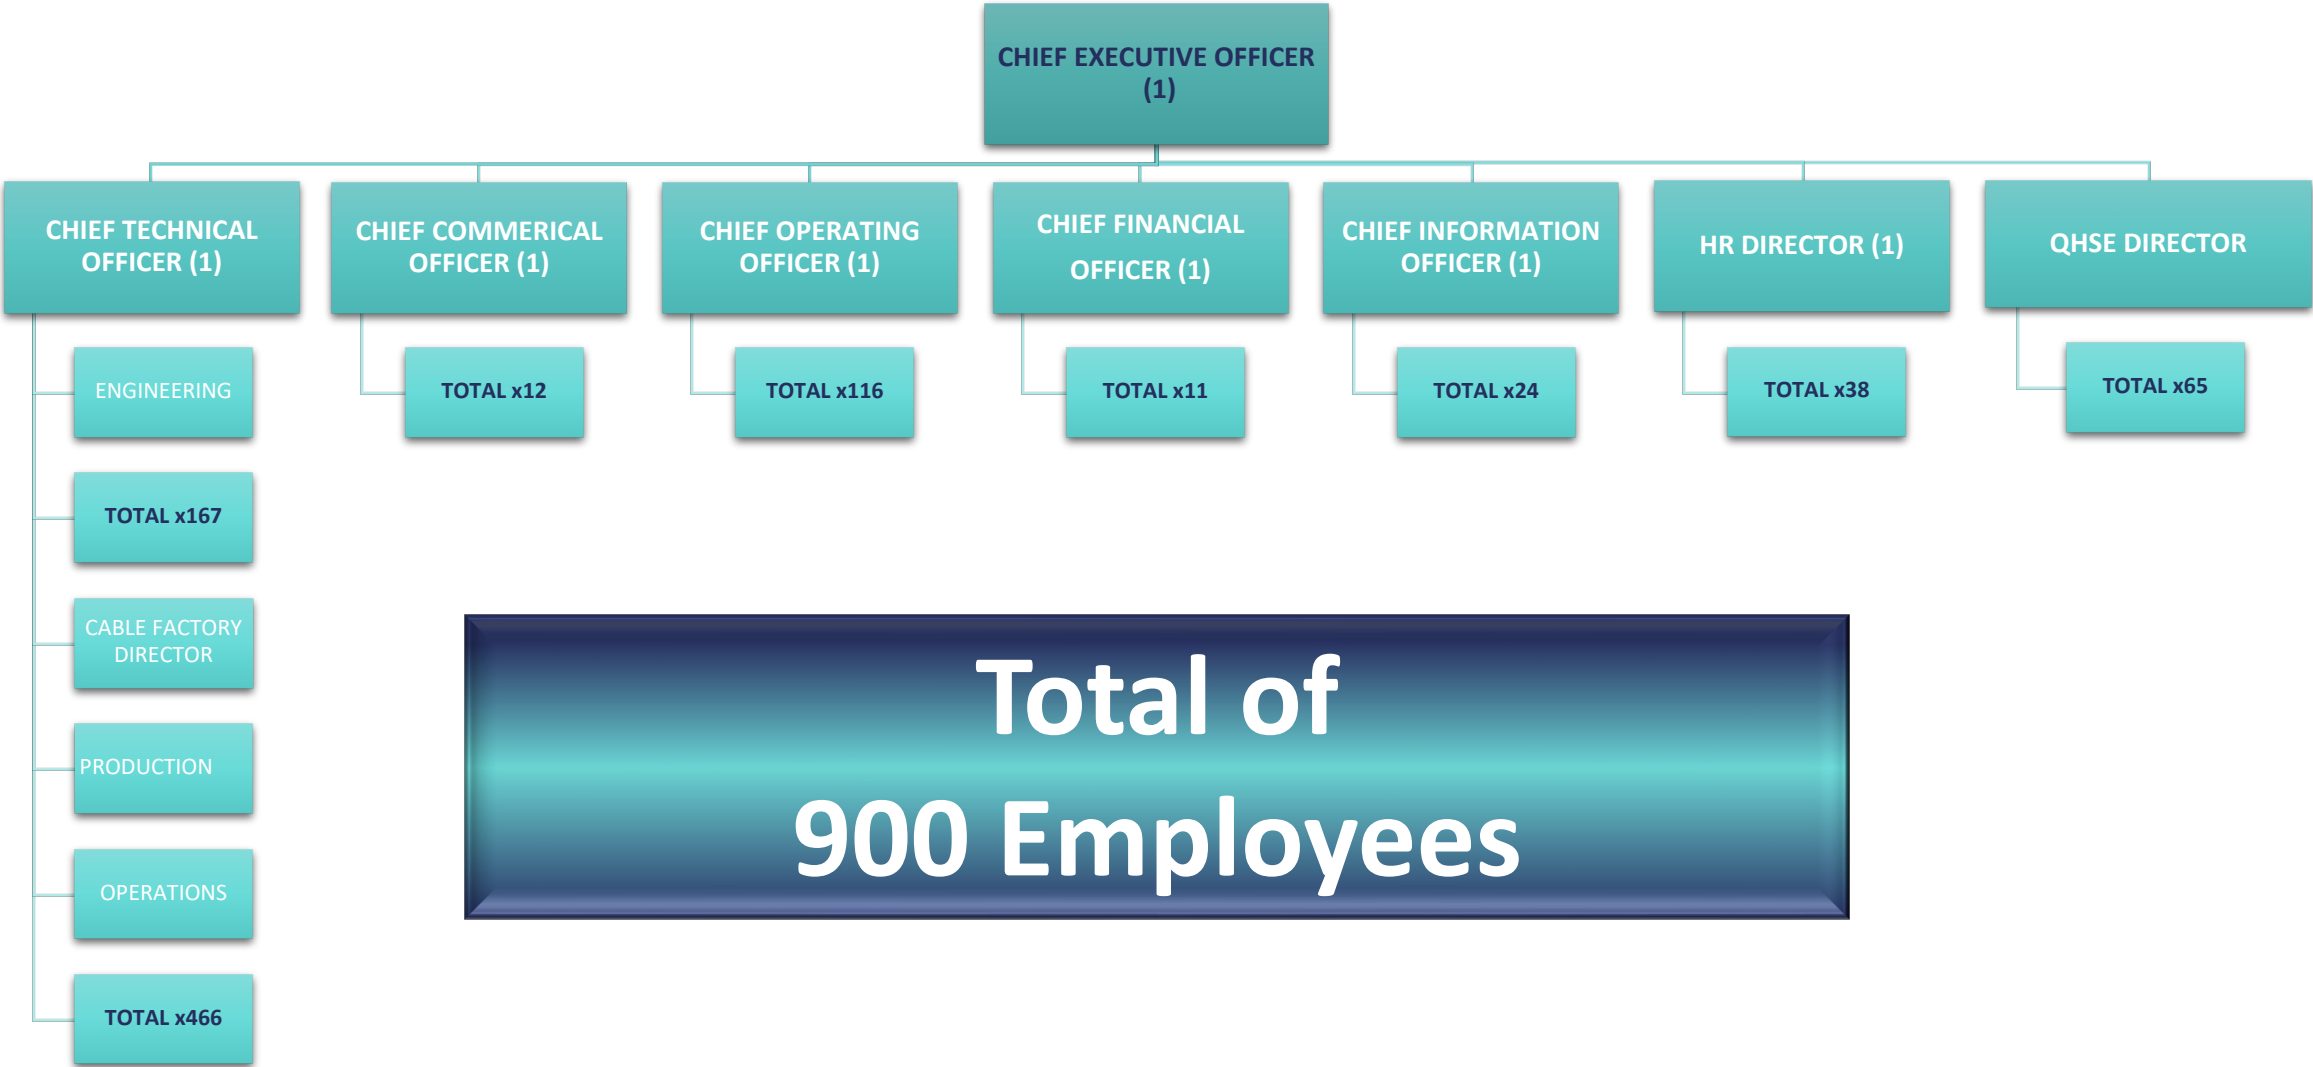 CHIEF EXECUTIVE OFFICER
(1)
CHIEF TECHNICAL
OFFICER (1)
CHIEF COMMERICAL
OFFICER (1)
CHIEF OPERATING
OFFICER (1)
CHIEF FINANCIAL
OFFICER (1)
CHIEF INFORMATION
OFFICER (1)
HR DIRECTOR (1)
QHSE DIRECTOR
ENGINEERING
TOTAL x12
TOTAL x116
TOTAL x11
TOTAL x24
TOTAL x38
TOTAL x65
TOTAL x167
CABLE FACTORY
DIRECTOR
PRODUCTION
OPERATIONS
TOTAL x466
Total of
900 Employees